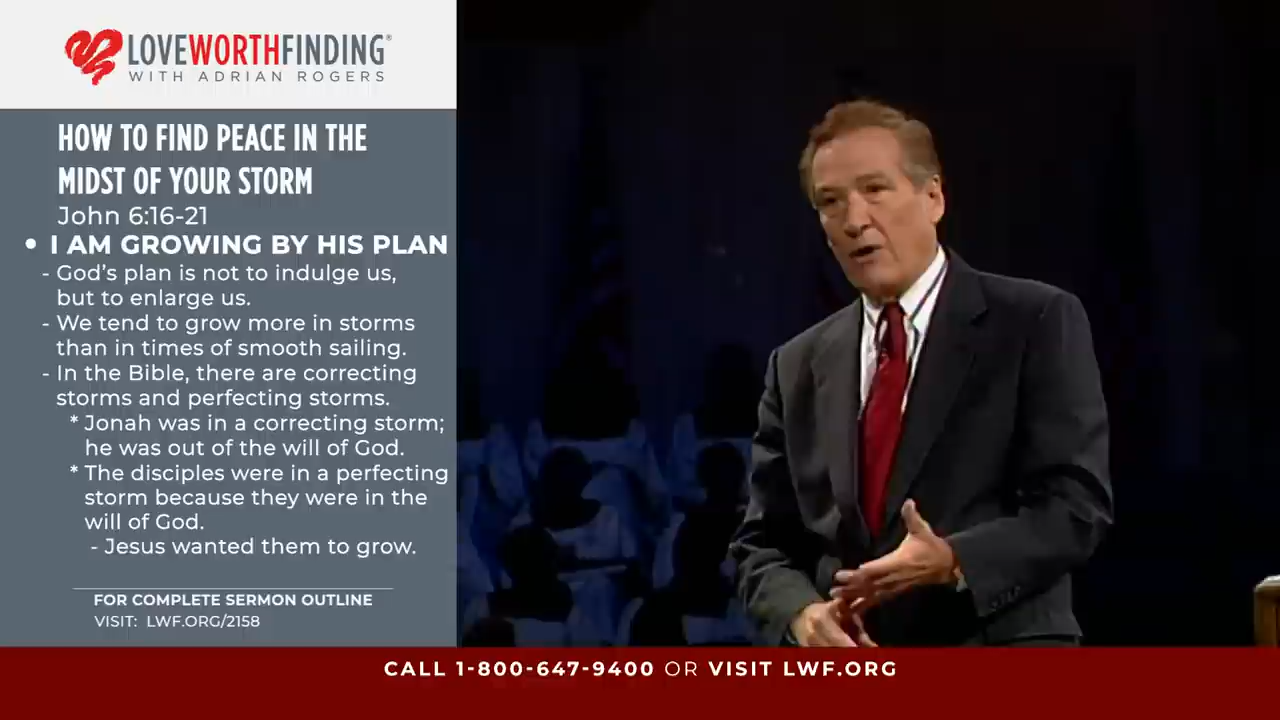 LOVEWORTHFINDING®
WITH ADRIAN ROGERS
HOW TO FIND PEACE IN THE
MIDST OF YOUR STORM
John 6:16-21
• I AM GROWING BY HIS PLAN
- God's plan is not to indulge us,
but to enlarge us.
- We tend to grow more in storms
than in times of smooth sailing.
- In the Bible, there are correcting
storms and perfecting storms.
* Jonah was in a correcting storm;
he was out of the will of God.
* The disciples were in a perfecting
storm because they were in the
will of God.
- Jesus wanted them to grow.
FOR COMPLETE SERMON OUTLINE
VISIT: LWF.ORG/2158
CALL 1-800-647-9400 OR VISIT LWF.ORG